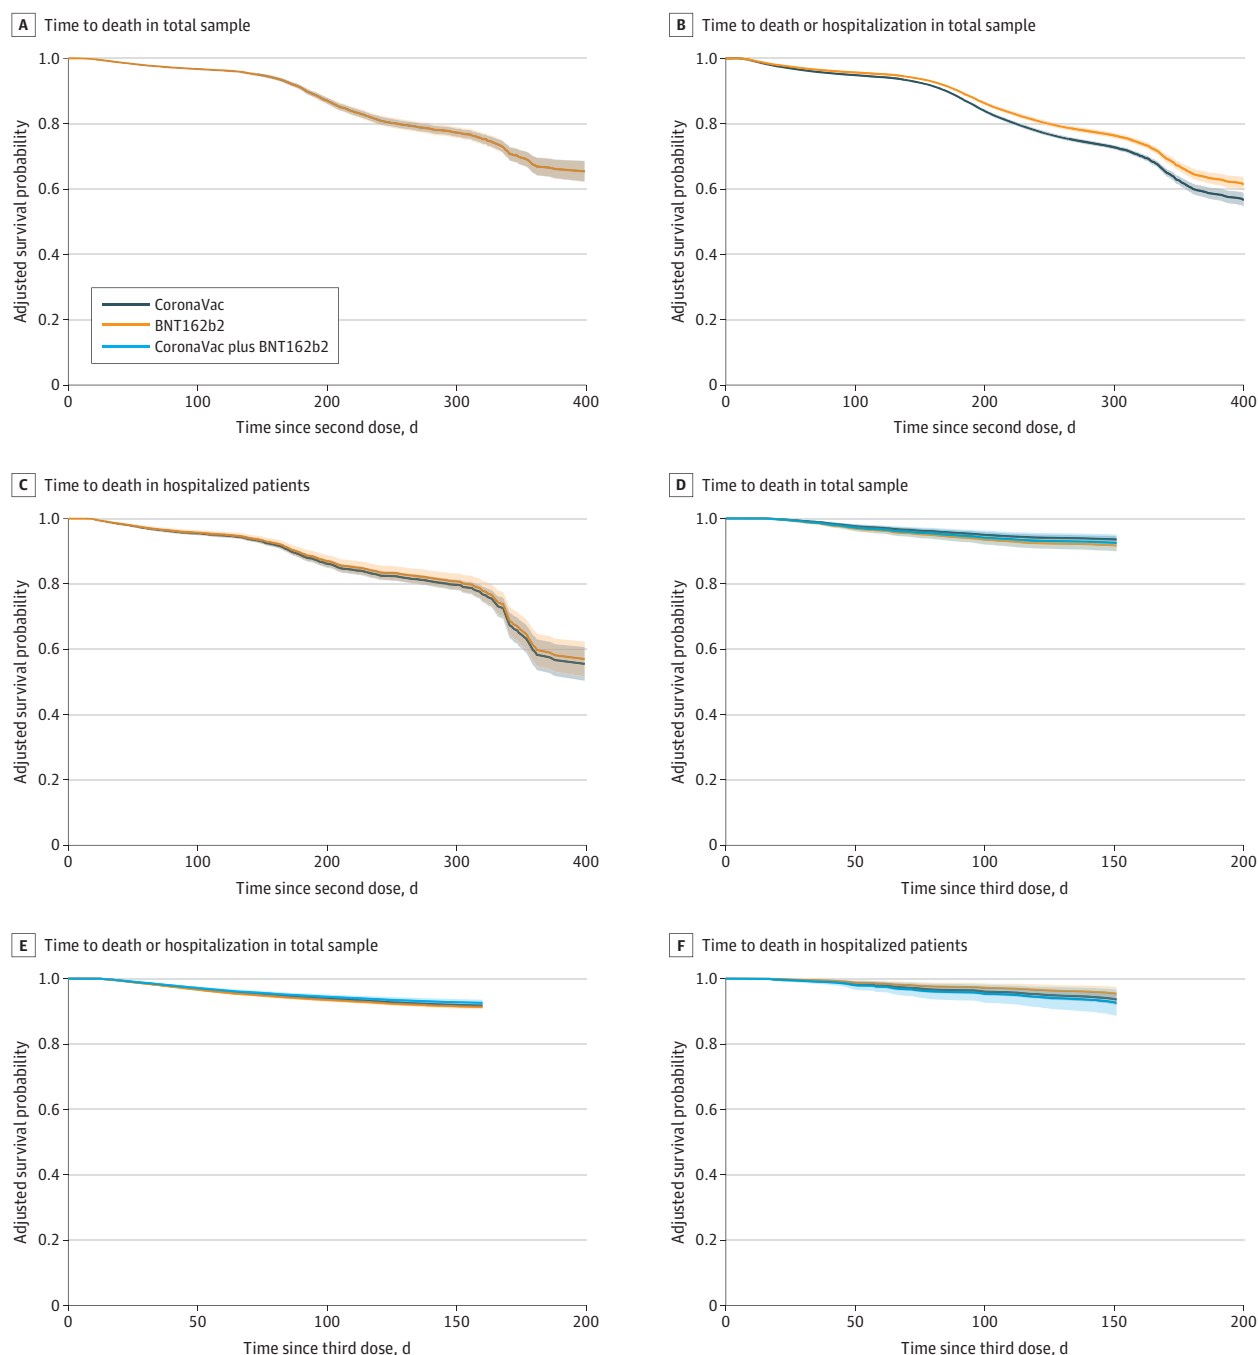 A Time to death in total sample
1.0
0.8
0.6
0.4
0.2
0
Adjusted survival probability
CoronaVac
BNT162b2
CoronaVac plus BNT162b2
0 100 200 300 400
Time since second dose, d
B Time to death or hospitalization in total sample
1.0
0.8
0.6
0.4
0.2
0
Adjusted survival probability
0 100 200 300 400
Time since second dose, d
C Time to death in hospitalized patients
1.0
0.8
0.6
0.4
0.2
0
Adjusted survival probability
0 100 200 300 400
Time since second dose, d
D Time to death in total sample
1.0
0.8
0.6
0.4
0.2
0
Adjusted survival probability
0 50 100 150 200
Time since third dose, d
E Time to death or hospitalization in total sample
1.0
0.8
0.6
0.4
0.2
0
Adjusted survival probability
0 50 100 150 200
Time since third dose, d
F Time to death in hospitalized patients
1.0
0.8
0.6
0.4
0.2
0
Adjusted survival probability
0 50 100 150 200
Time since third dose, d